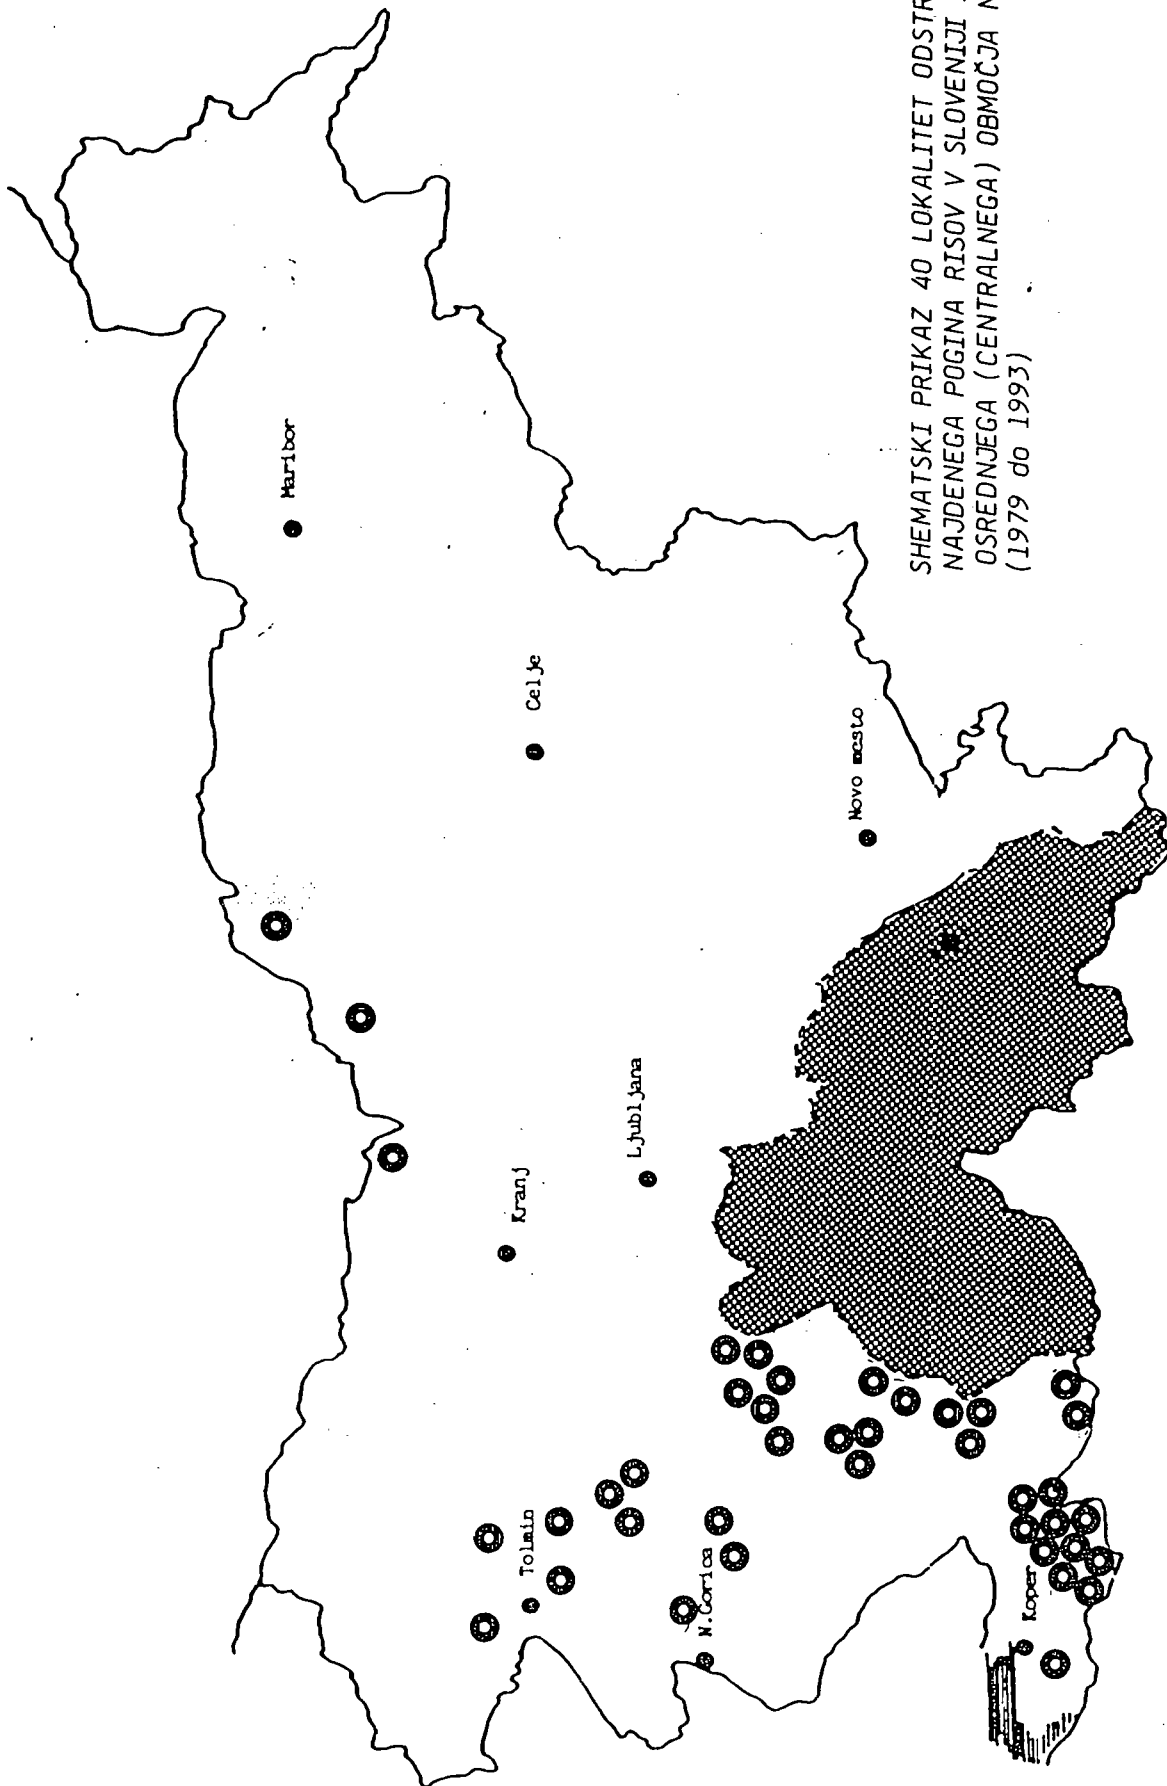 SHEMATSKI PRIKAZ 40 LOKALITET
NAJDENEGA POGINA RISOV V SLOVENIJI
OSREDNJEGA (CENTRALNEGA) OBMOČJA
(1979 do 1993)
Maribor
Celje
Novo mesto
Ljubljana
Kranj
Tolmin
N.Gorica
Koper